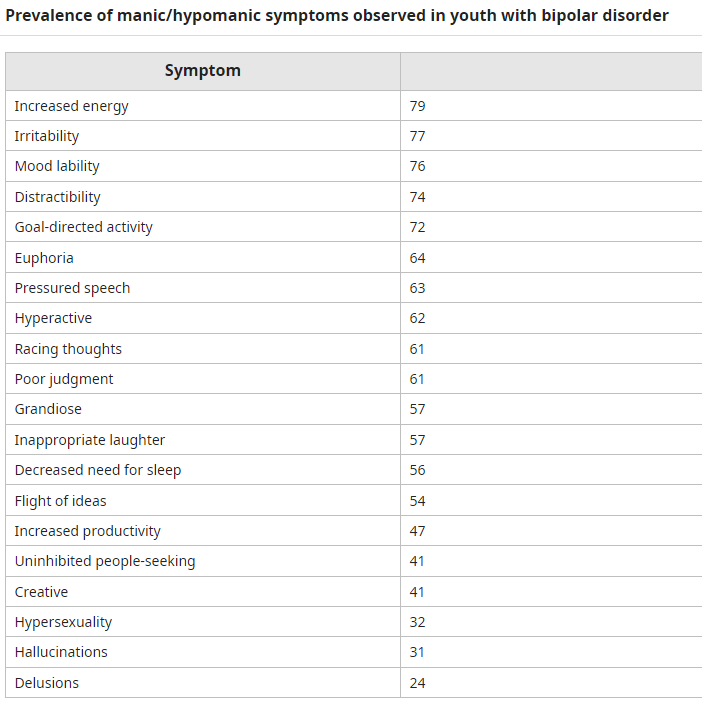 Prevalence of manic/hypomanic symptoms observed in youth with bipolar disorder
Symptom
Increased energy 79
Irritability 77
Mood lability 76
Distractibility 74
Goal-directed activity 72
Euphoria 64
Pressured speech 63
Hyperactive 62
Racing thoughts 61
Poor judgment 61
Grandiose 57
Inappropriate laughter 57
Decreased need for sleep 56
Flight of ideas 54
Increased productivity 47
Uninhibited people-seeking 41
Creative 41
Hypersexuality 32
Hallucinations 31
Delusions 24